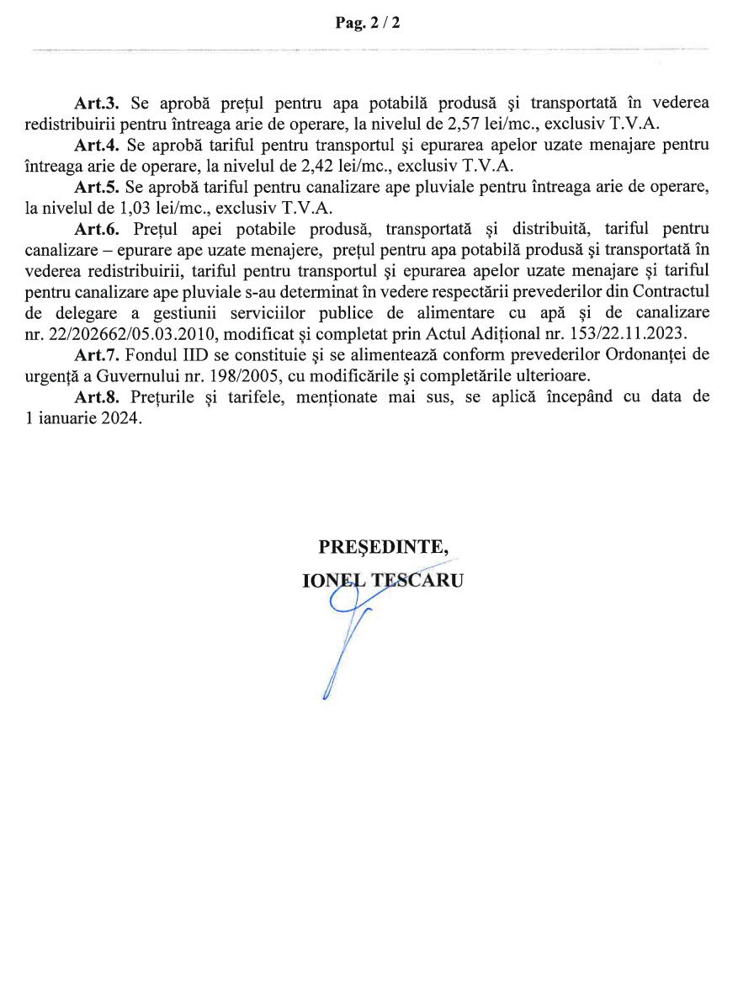 Pag. 2 / 2
Art.3. Se aprobă prețul pentru apa potabilă produsă şi transportată în vederea
redistribuirii pentru întreaga arie de operare, la nivelul de 2,57 lei/mc., exclusiv T.V.A.
Art.4. Se aprobă tariful pentru transportul şi epurarea apelor uzate menajare pentru
întreaga arie de operare, la nivelul de 2,42 lei/mc., exclusiv T.V.A.
Art.5. Se aprobă tariful pentru canalizare ape pluviale pentru întreaga arie de operare,
la nivelul de 1,03 lei/mc., exclusiv T.V.A.
Art.6. Prețul apei potabile produsă, transportată și distribuită, tariful pentru
canalizare – epurare ape uzate menajere, prețul pentru apa potabilă produsă şi transportată în
vederea redistribuirii, tariful pentru transportul şi epurarea apelor uzate menajare și tariful
pentru canalizare ape pluviale s-au determinat în vedere respectării prevederilor din Contractul
de delegare a gestiunii serviciilor publice de alimentare cu apă și de canalizare
nr. 22/202662/05.03.2010, modificat și completat prin Actul Adițional nr. 153/22.11.2023.
Art.7. Fondul IID se constituie şi se alimentează conform prevederilor Ordonanței de
urgență a Guvernului nr. 198/2005, cu modificările şi completările ulterioare.
Art.8. Prețurile și tarifele, menționate mai sus, se aplică începând cu data de
1 ianuarie 2024.
PREŞEDINTE,
IONEL TESCARU